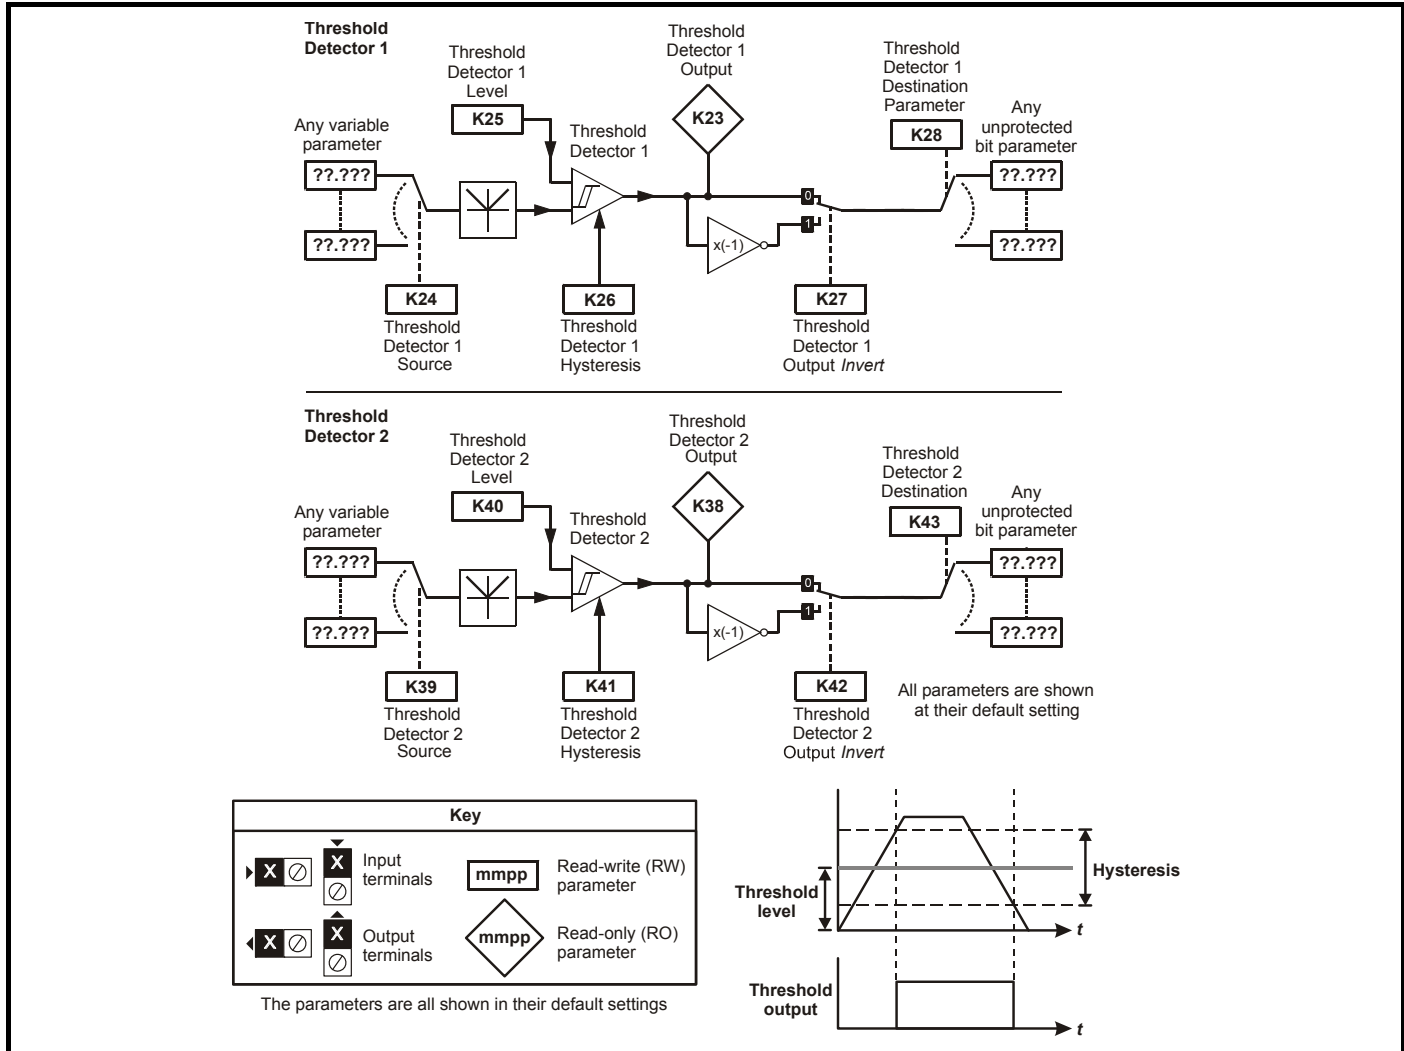 Threshold
Detector 1
Threshold
Detector 1
Level
K25
Threshold
Detector 1
Output
K23
Threshold
Detector 1
Destination
Parameter
K28
Any variable
parameter
??.???
??.???
Threshold
Detector 1
Any
unprotected
bit parameter
??.???
??.???
0
1
x(-1)
K24
Threshold
Detector 1
Source
K26
Threshold
Detector 1
Hysteresis
K27
Threshold
Detector 1
Output Invert
Threshold
Detector 2
Threshold
Detector 2
Level
K40
Threshold
Detector 2
Output
K38
Threshold
Detector 2
Destination
K43
Any variable
parameter
??.???
??.???
Threshold
Detector 2
Any
unprotected
bit parameter
??.???
??.???
0
1
x(-1)
K39
Threshold
Detector 2
Source
K41
Threshold
Detector 2
Hysteresis
K42
Threshold
Detector 2
Output Invert
All parameters are shown
at their default setting
Key
X
X
Input
terminals
mmpp
Read-write (RW)
parameter
X
X
Output
terminals
mmpp
Read-only (RO)
parameter
The parameters are all shown in their default settings
Threshold
level
Hysteresis
t
Threshold
output
t